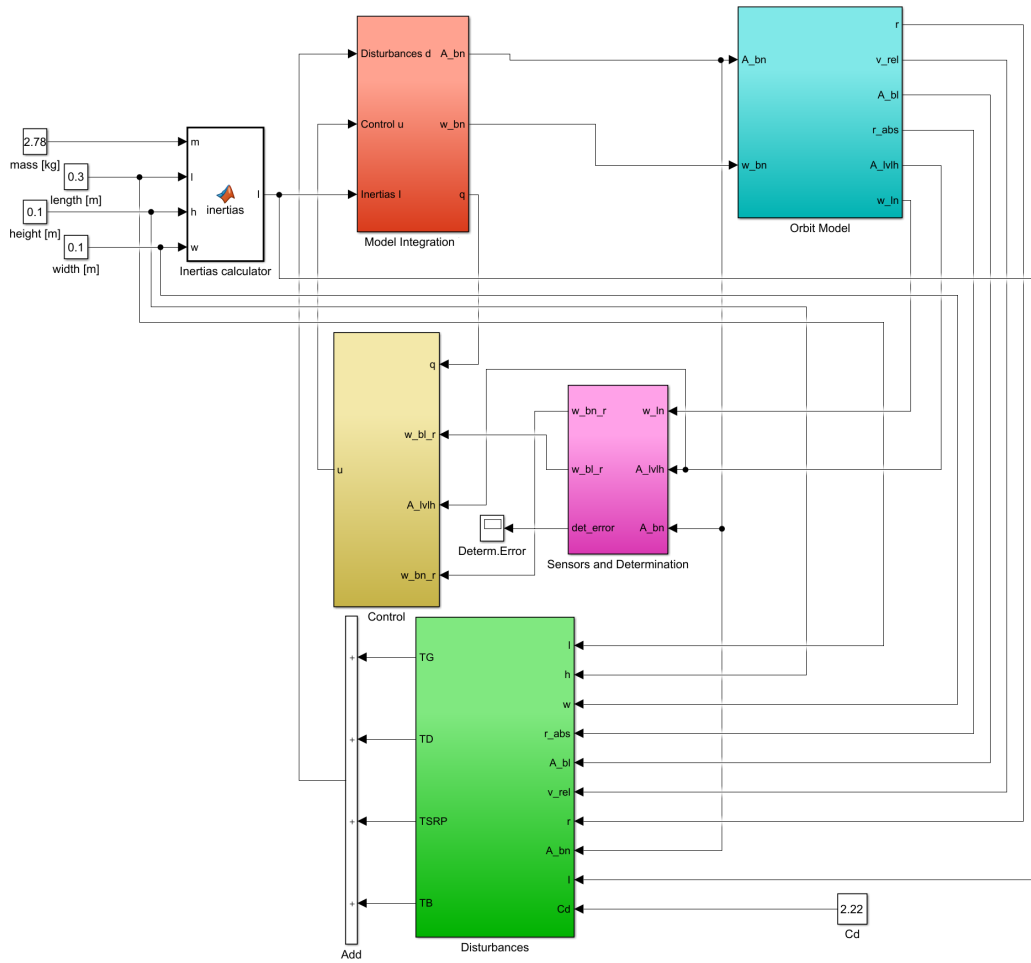 r
Disturbances d
A_bn
A_bn
v_rel
A_bl
Control u
w_bn
r_abs
2.78
mass [kg]
m
w_bn
A_lvlh
0.3
length [m]
l
inertias
I
Inertias I
q
w_ln
0.1
height [m]
h
Orbit Model
0.1
width [m]
w
Model Integration
Inertias calculator
q
w_bn_r
w_ln
w_bl_r
u
w_bl_r
A_lvlh
A_lvlh
Determ.Error
det_error
A_bn
Sensors and Determination
w_bn_r
Control
l
+
TG
h
w
r_abs
+
TD
A_bl
v_rel
+
TSRP
r
A_bn
I
+
TB
Cd
2.22
Cd
Add
Disturbances